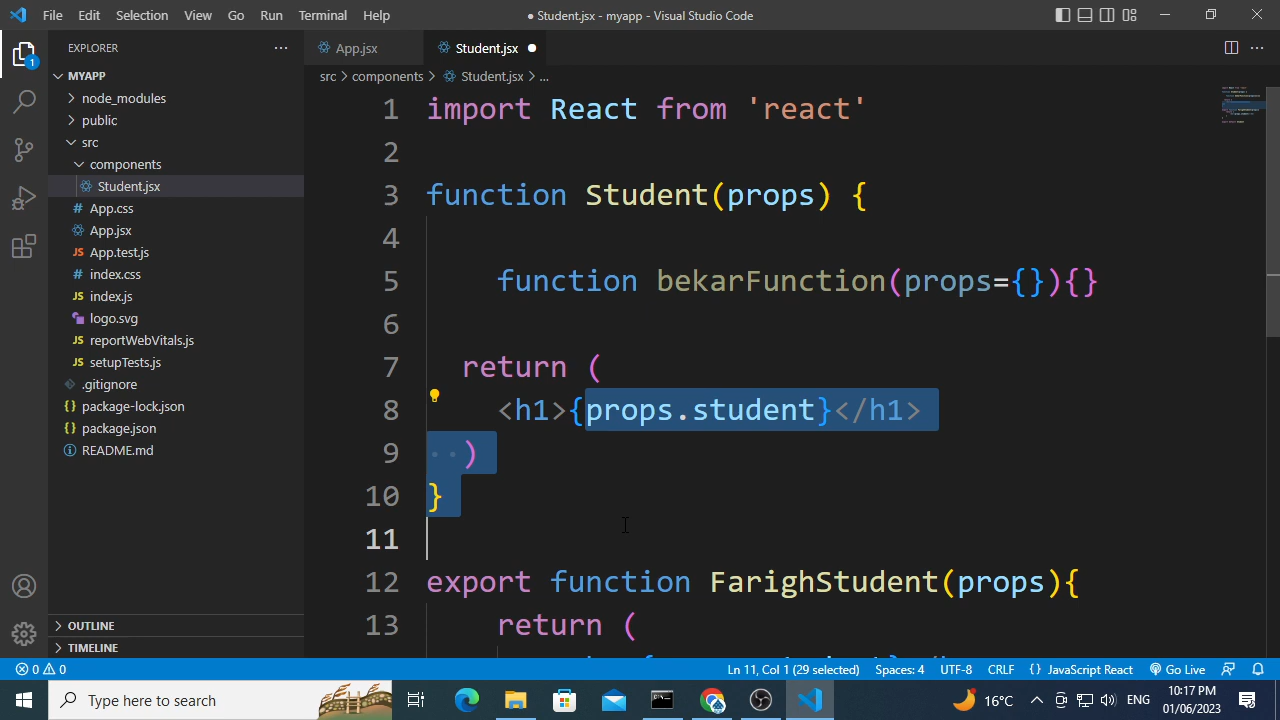 File Edit Selection View Go Run Terminal Help
● Student.jsx - myapp - Visual Studio Code
EXPLORER
App.jsx
Student.jsx
MYAPP
src > components > Student.jsx > ...
node_modules
public
src
components
Student.jsx
App.css
App.jsx
App.test.js
index.css
index.js
logo.svg
reportWebVitals.js
setupTests.js
.gitignore
package-lock.json
package.json
README.md
OUTLINE
TIMELINE
1 import React from 'react'
2
3 function Student(props) {
4
5 function bekarFunction(props={}){}
6
7 return (
8 <h1>{props.student}</h1>
9 )
10 }
11
12 export function FarighStudent(props){
13 return (
0 0
Ln 11, Col 1 (29 selected) Spaces: 4 UTF-8 CRLF {} JavaScript React Go Live
Type here to search
16°C
ENG
10:17 PM
01/06/2023